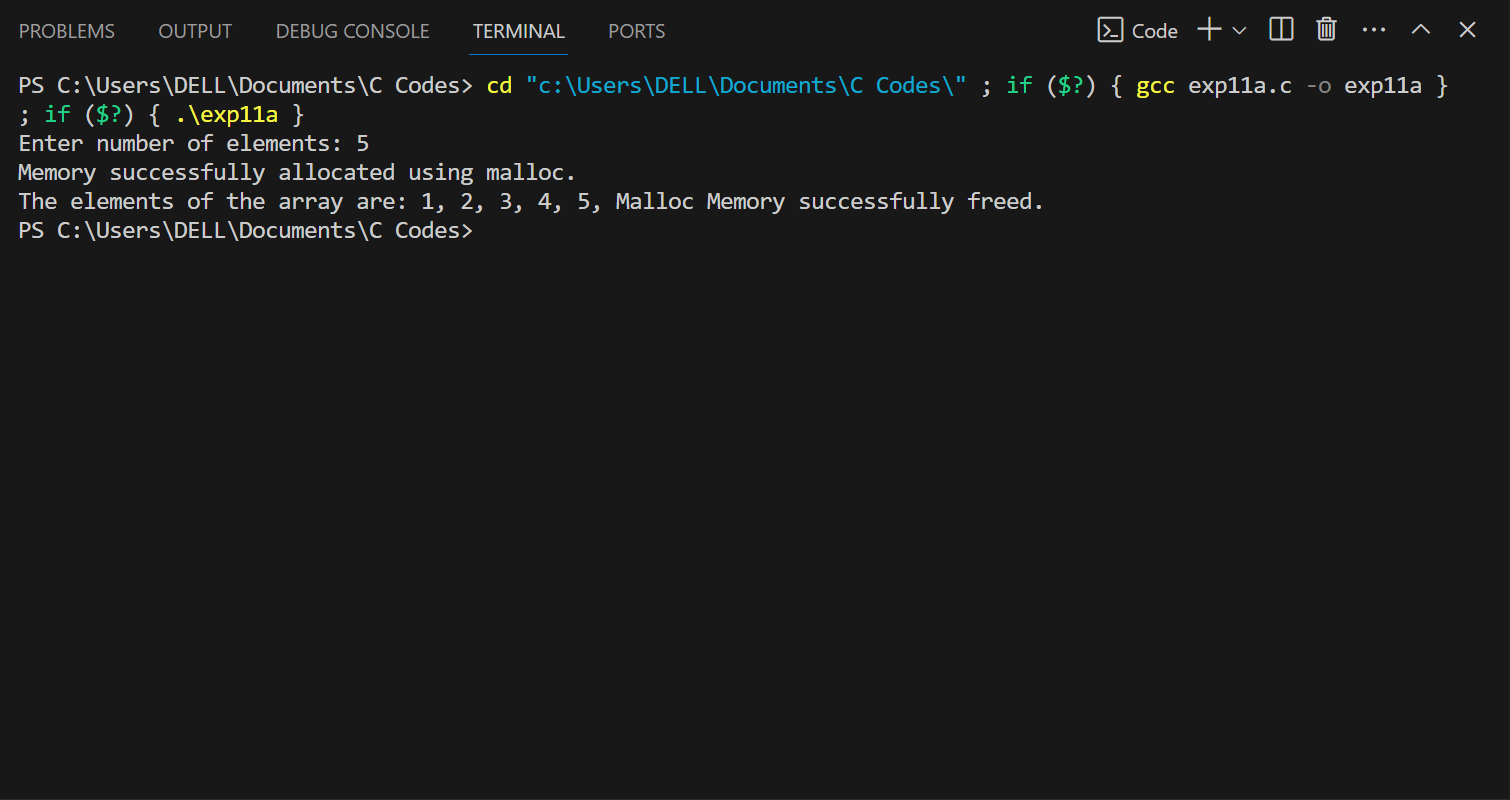 PROBLEMS OUTPUT DEBUG CONSOLE TERMINAL PORTS Code
PS C:\Users\DELL\Documents\C Codes> cd "c:\Users\DELL\Documents\C Codes\" ; if ($?) { gcc exp11a.c -o exp11a }
; if ($?) { .\exp11a }
Enter number of elements: 5
Memory successfully allocated using malloc.
The elements of the array are: 1, 2, 3, 4, 5, Malloc Memory successfully freed.
PS C:\Users\DELL\Documents\C Codes>